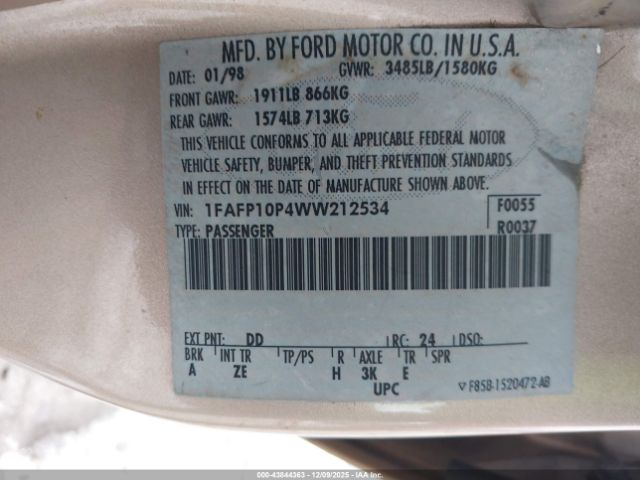 MFD. BY FORD MOTOR CO. IN U.S.A.
DATE: 01/98 GVWR: 3485LB/1580KG
FRONT GAWR: 1911LB 866KG
REAR GAWR: 1574LB 713KG
THIS VEHICLE CONFORMS TO ALL APPLICABLE FEDERAL MOTOR
VEHICLE SAFETY, BUMPER, AND THEFT PREVENTION STANDARDS
IN EFFECT ON THE DATE OF MANUFACTURE SHOWN ABOVE.
VIN: 1FAFP10P4WW212534 F0055
TYPE: PASSENGER R0037
EXT PNT: DD RC: 24 DSO:
BRK INT TR TP/PS R AXLE TR SPR
A ZE H 3K E
UPC F85B-1520472-AB
000-43844363 | 12/09/2025 - IAA Holdings, LLC. Copyright